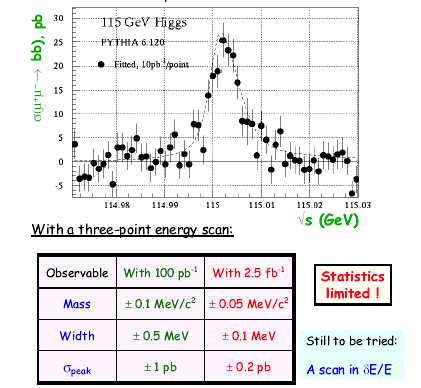 σ(μ⁺μ⁻ → bb), pb
30
25
20
15
10
5
0
-5
115 GeV Higgs
PYTHIA 6.120
Fitted, 10pb⁻¹/point
114.98 114.99 115 115.01 115.02 115.03
√s (GeV)
With a three-point energy scan:
Observable With 100 pb⁻¹ With 2.5 fb⁻¹
Mass ± 0.1 MeV/c² ± 0.05 MeV/c²
Width ± 0.5 MeV ± 0.1 MeV
σpeak ± 1 pb ± 0.2 pb
Statistics
limited !
Still to be tried:
A scan in δE/E